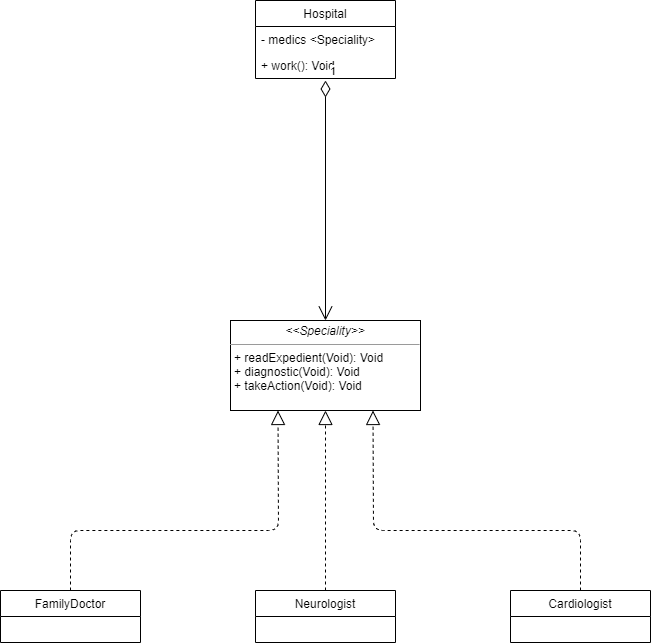 Hospital
- medics <Speciality>
+ work(): Void
1
<<Speciality>>
+ readExpedient(Void): Void
+ diagnostic(Void): Void
+ takeAction(Void): Void
FamilyDoctor
Neurologist
Cardiologist